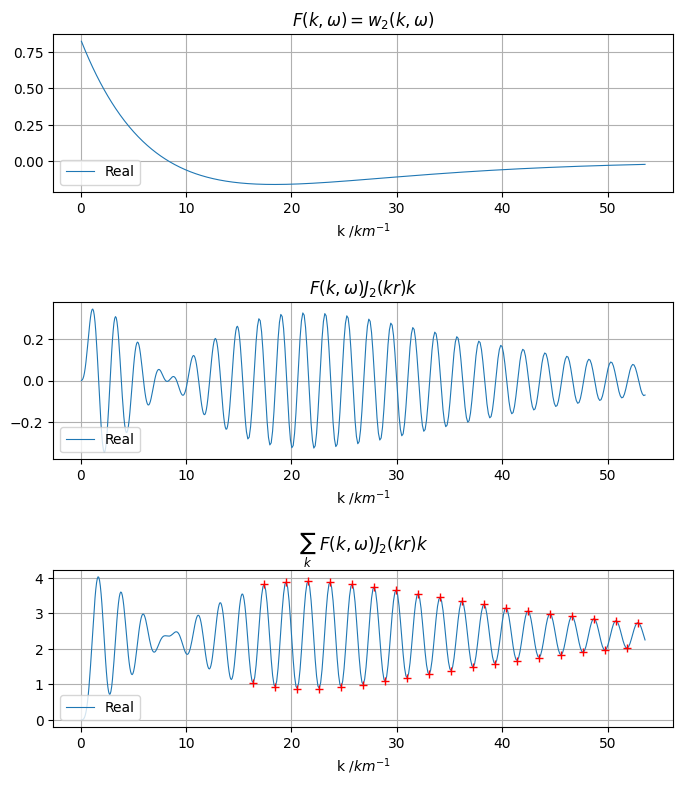 F(k, ω) = w₂(k, ω)
0.75
0.50
0.25
0.00
Real
0 10 20 30 40 50
k /km⁻¹
F(k, ω)J₂(kr)k
0.2
0.0
−0.2
Real
0 10 20 30 40 50
k /km⁻¹
∑ₖ F(k, ω)J₂(kr)k
4
3
2
1
0
Real
0 10 20 30 40 50
k /km⁻¹